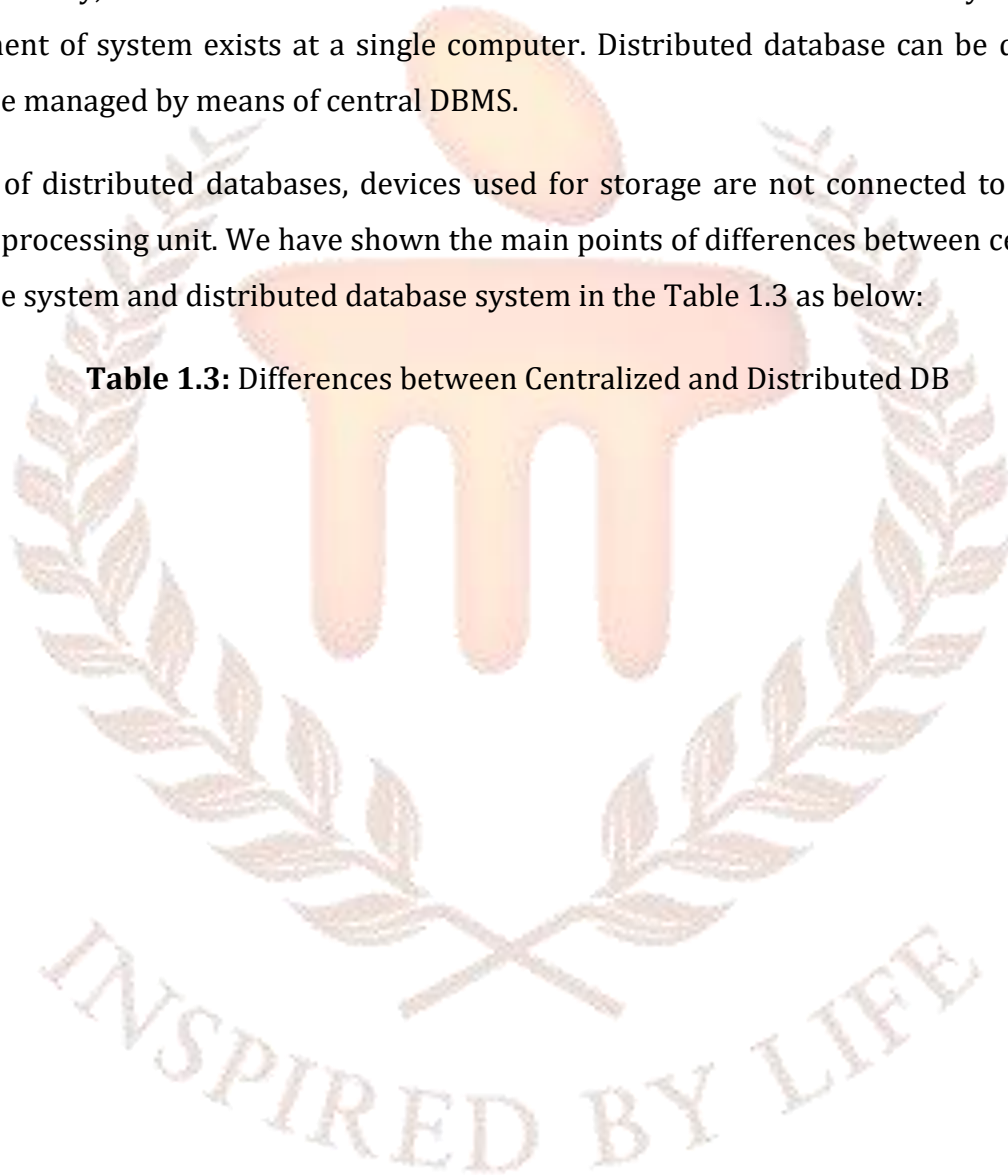 ment of system exists at a single computer. Distributed database can be
e managed by means of central DBMS.
of distributed databases, devices used for storage are not connected to
processing unit. We have shown the main points of differences between
e system and distributed database system in the Table 1.3 as below:
Table 1.3: Differences between Centralized and Distributed DB
INSPIRED BY LIFE